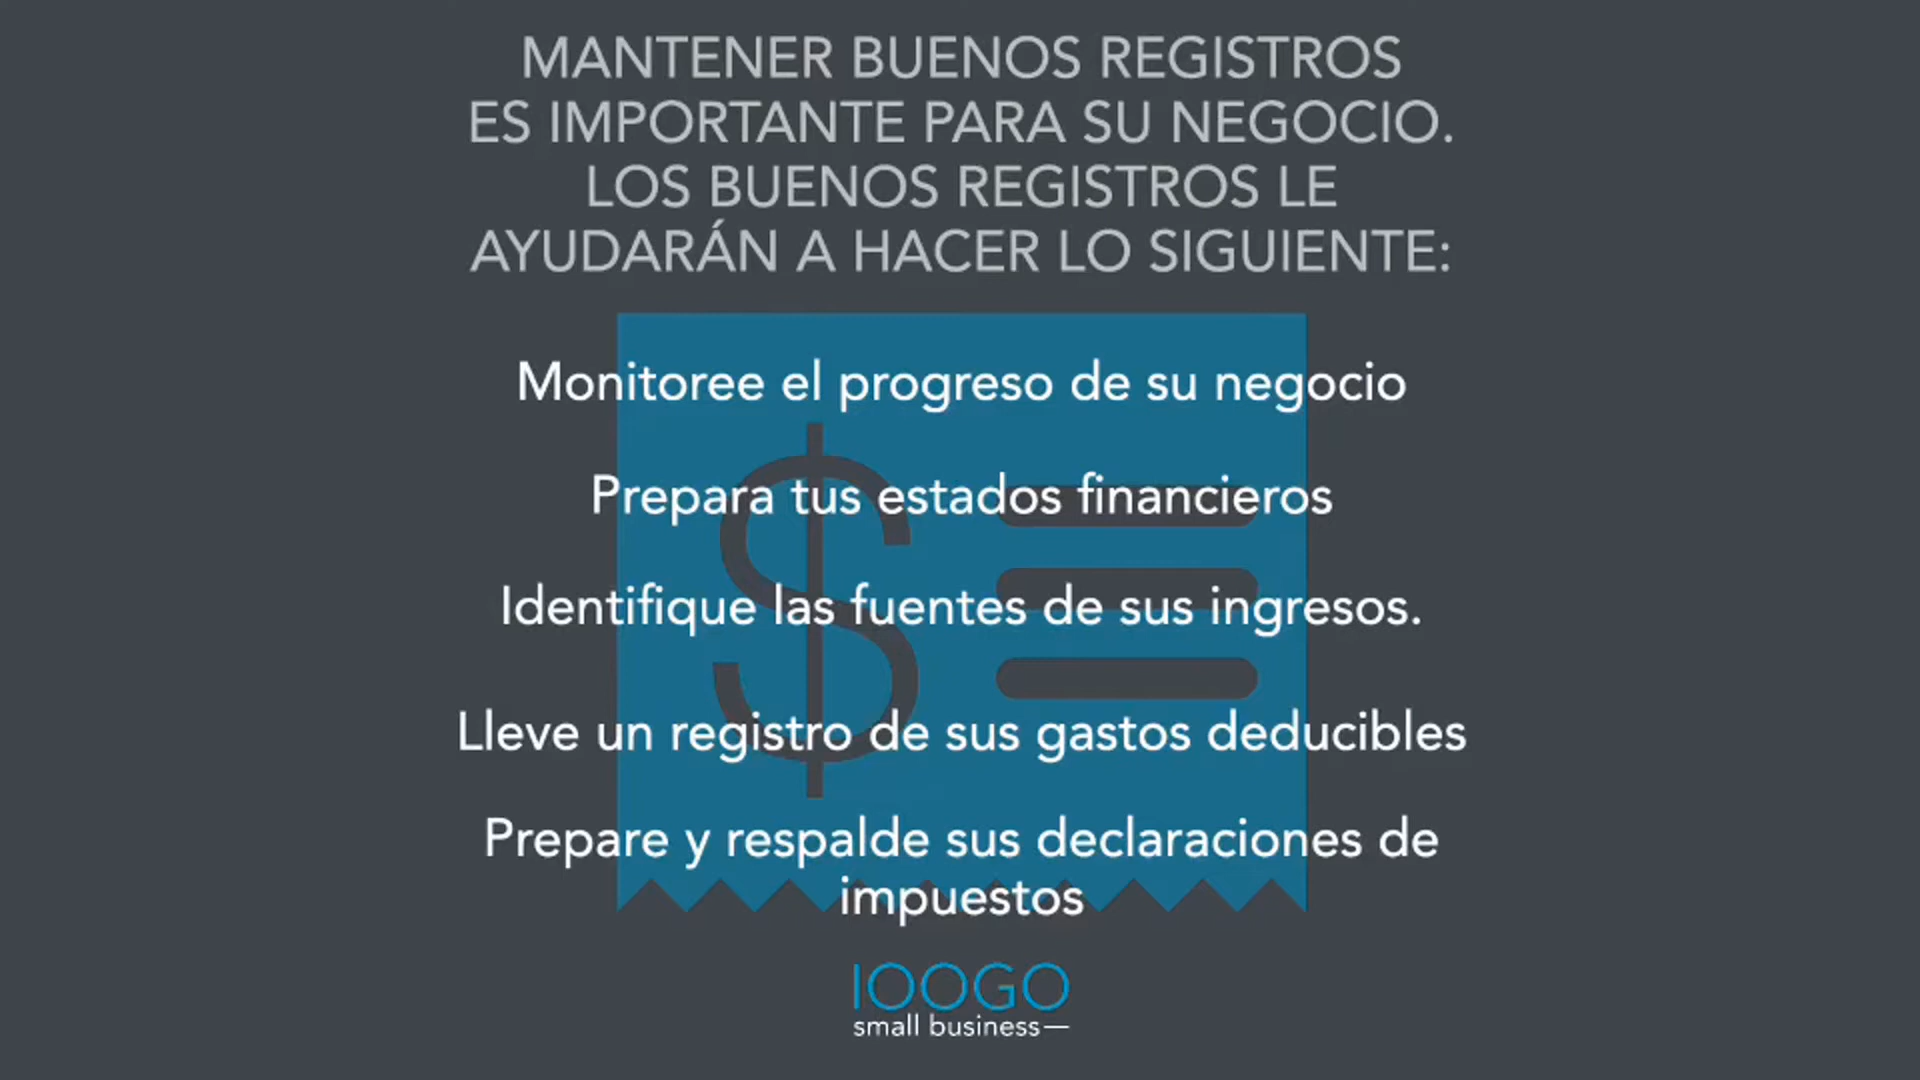 MANTENER BUENOS REGISTROS
ES IMPORTANTE PARA SU NEGOCIO.
LOS BUENOS REGISTROS LE
AYUDARÁN A HACER LO SIGUIENTE:
Monitoree el progreso de su negocio
Prepara tus estados financieros
Identifique las fuentes de sus ingresos.
Lleve un registro de sus gastos deducibles
Prepare y respalde sus declaraciones de
impuestos
IOOGO
small business—